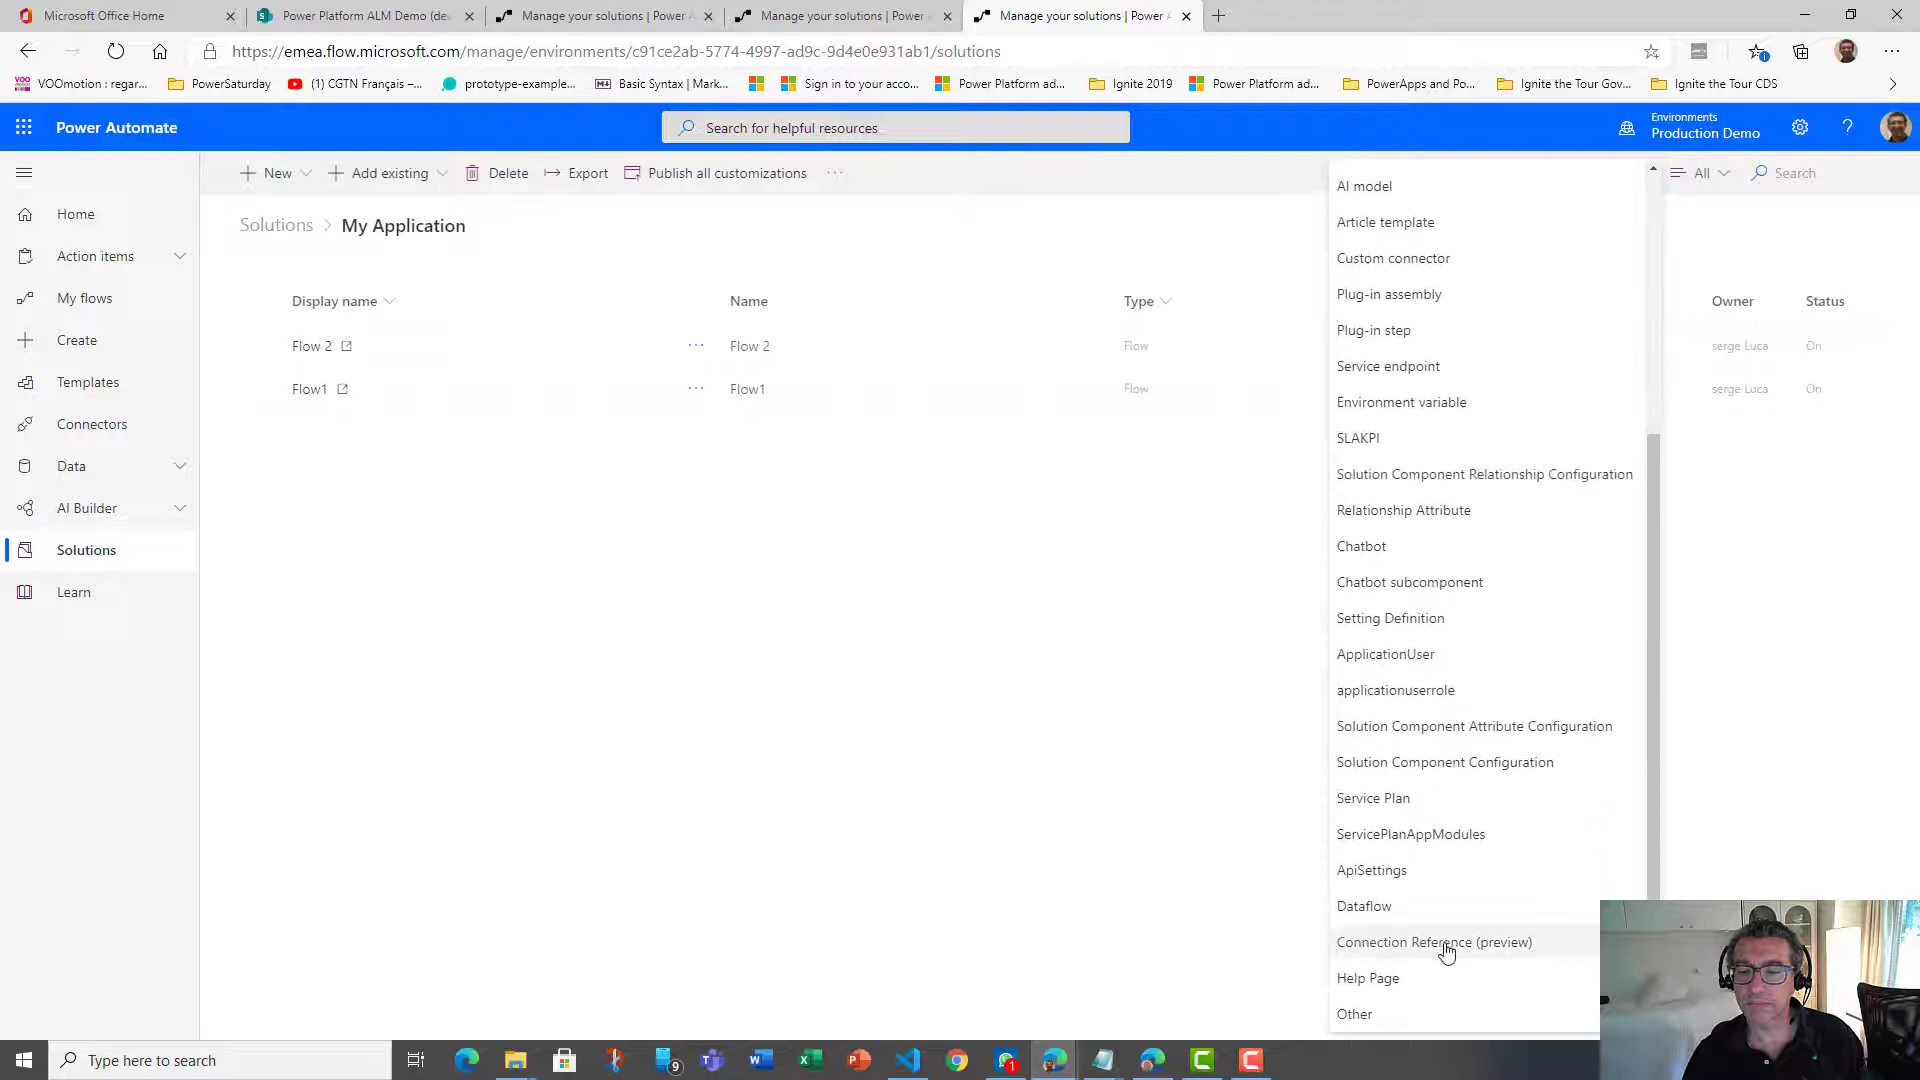 Microsoft Office Home
Power Platform ALM Demo (de
Manage your solutions | Power A
Manage your solutions | Power
Manage your solutions | Power A
https://emea.flow.microsoft.com/manage/environments/c91ce2ab-5774-4997-ad9c-9d4e0e931ab1/solutions
VOOmotion : regar...
PowerSaturday
(1) CGTN Français –...
prototype-example...
Basic Syntax | Mark...
Sign in to your acco...
Power Platform ad...
Ignite 2019
Power Platform ad...
PowerApps and Po...
Ignite the Tour Gov...
Ignite the Tour CDS
Power Automate
Search for helpful resources
Environments
Production Demo
New
Add existing
Delete
Export
Publish all customizations
All
Search
Home
Action items
My flows
Create
Templates
Connectors
Data
AI Builder
Solutions
Learn
Solutions > My Application
Display name
Name
Type
Owner
Status
Flow 2
Flow 2
Flow
serge Luca
On
Flow1
Flow1
Flow
serge Luca
On
AI model
Article template
Custom connector
Plug-in assembly
Plug-in step
Service endpoint
Environment variable
SLAKPI
Solution Component Relationship Configuration
Relationship Attribute
Chatbot
Chatbot subcomponent
Setting Definition
ApplicationUser
applicationuserrole
Solution Component Attribute Configuration
Solution Component Configuration
Service Plan
ServicePlanAppModules
ApiSettings
Dataflow
Connection Reference (preview)
Help Page
Other
Type here to search
9
1